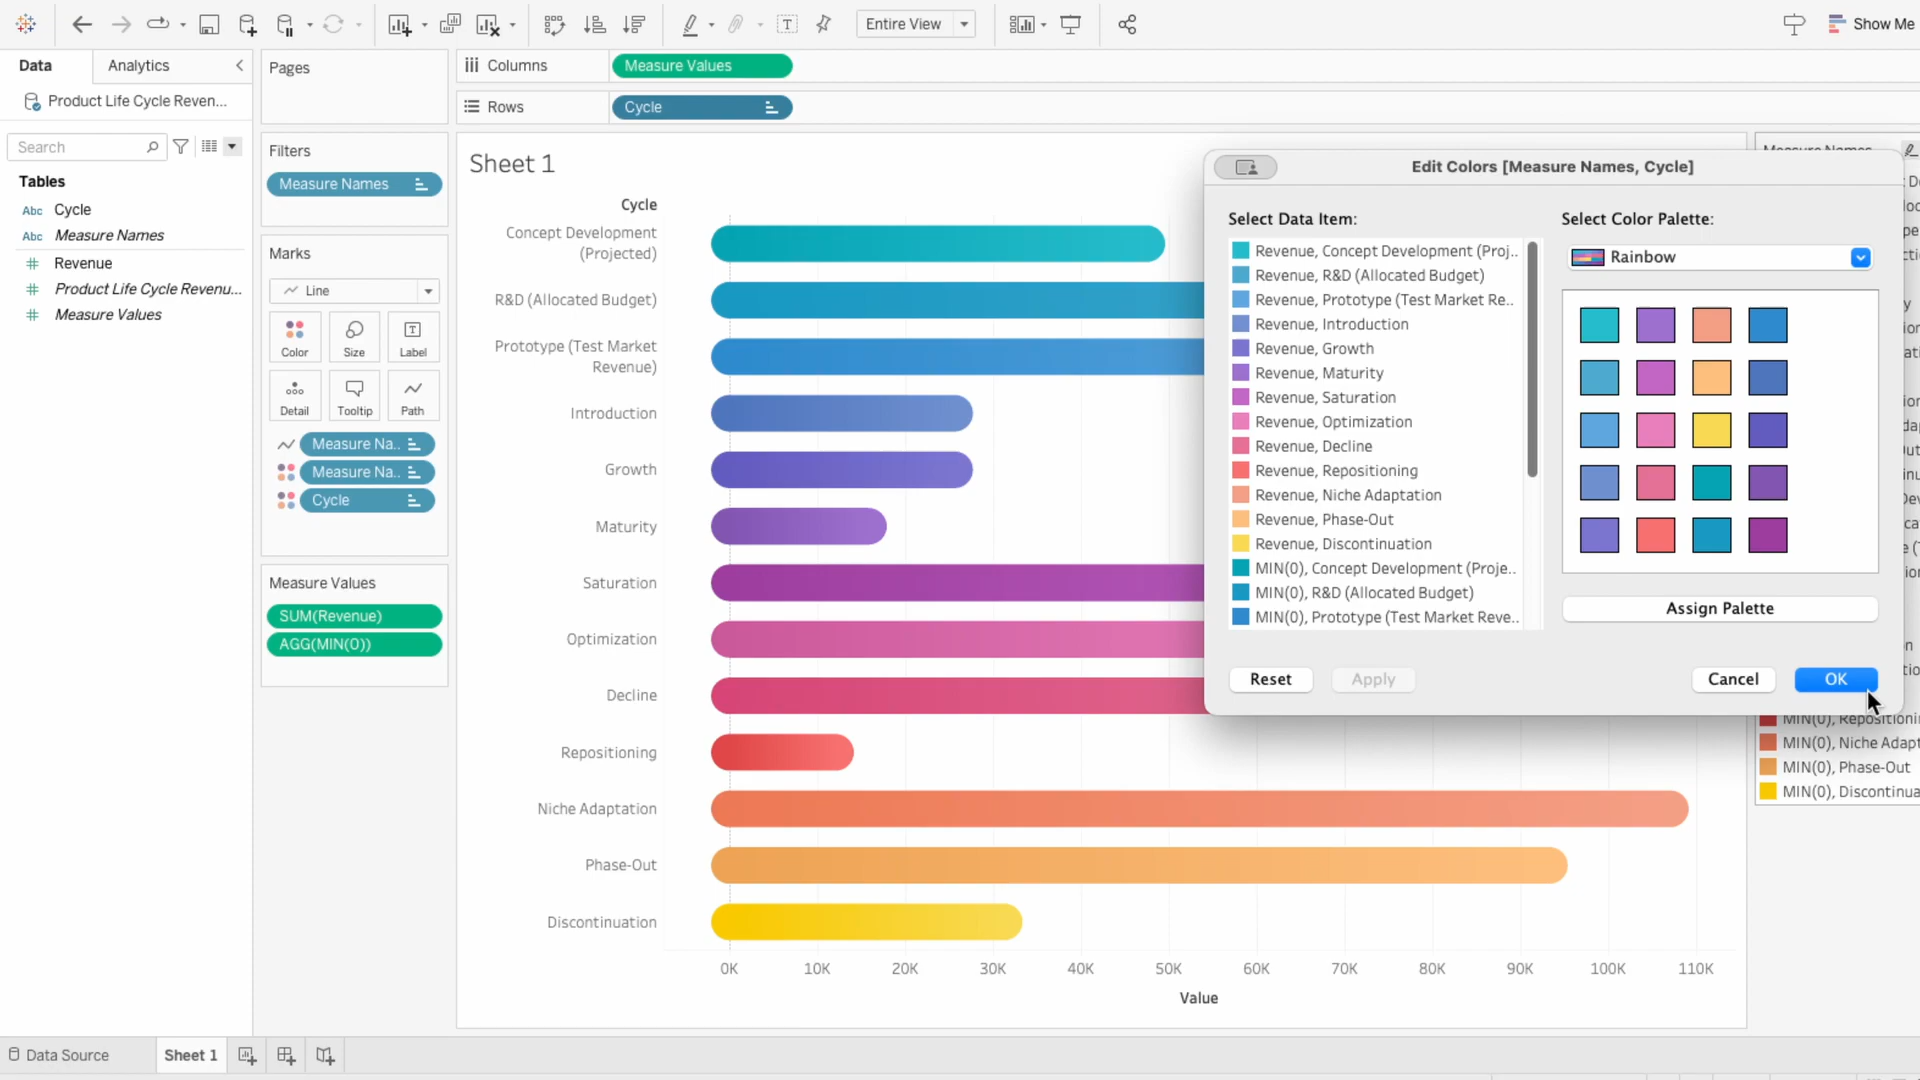 Entire View
Show Me
Data
Analytics
Product Life Cycle Reven...
Search
Tables
Abc Cycle
Abc Measure Names
Revenue
Product Life Cycle Revenu...
Measure Values
Pages
Filters
Measure Names
Marks
Line
Color
Size
Label
Detail
Tooltip
Path
Measure Na..
Measure Na..
Cycle
Measure Values
SUM(Revenue)
AGG(MIN(0))
Columns
Measure Values
Rows
Cycle
Sheet 1
Cycle
Concept Development
(Projected)
R&D (Allocated Budget)
Prototype (Test Market
Revenue)
Introduction
Growth
Maturity
Saturation
Optimization
Decline
Repositioning
Niche Adaptation
Phase-Out
Discontinuation
0K 10K 20K 30K 40K 50K 60K 70K 80K 90K 100K 110K
Value
Edit Colors [Measure Names, Cycle]
Select Data Item:
Revenue, Concept Development (Proj..
Revenue, R&D (Allocated Budget)
Revenue, Prototype (Test Market Re..
Revenue, Introduction
Revenue, Growth
Revenue, Maturity
Revenue, Saturation
Revenue, Optimization
Revenue, Decline
Revenue, Repositioning
Revenue, Niche Adaptation
Revenue, Phase-Out
Revenue, Discontinuation
MIN(0), Concept Development (Proje..
MIN(0), R&D (Allocated Budget)
MIN(0), Prototype (Test Market Reve..
Select Color Palette:
Rainbow
Assign Palette
Reset
Apply
Cancel
OK
Measure Names
MIN(0), Repositioni
MIN(0), Niche Adapt
MIN(0), Phase-Out
MIN(0), Discontinua
Data Source
Sheet 1